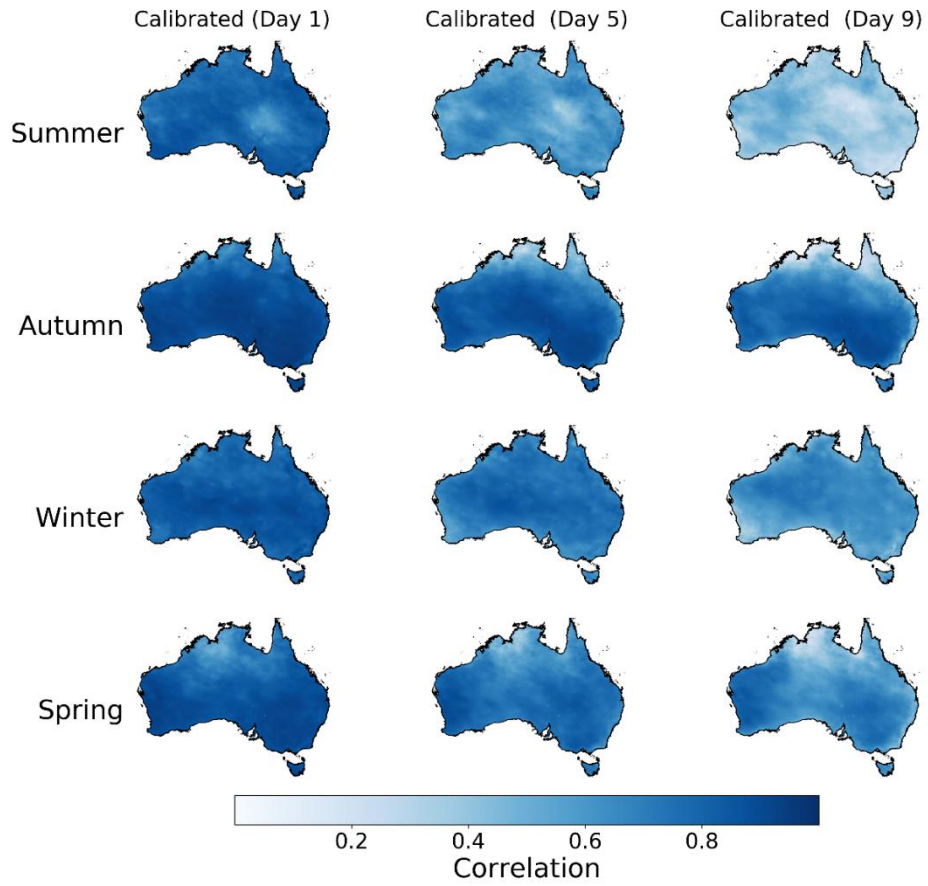 Calibrated (Day 1)
Calibrated  (Day 5)
Calibrated  (Day 9)
Summer
Autumn
Winter
Spring
0.2
0.4
0.6
0.8
Correlation